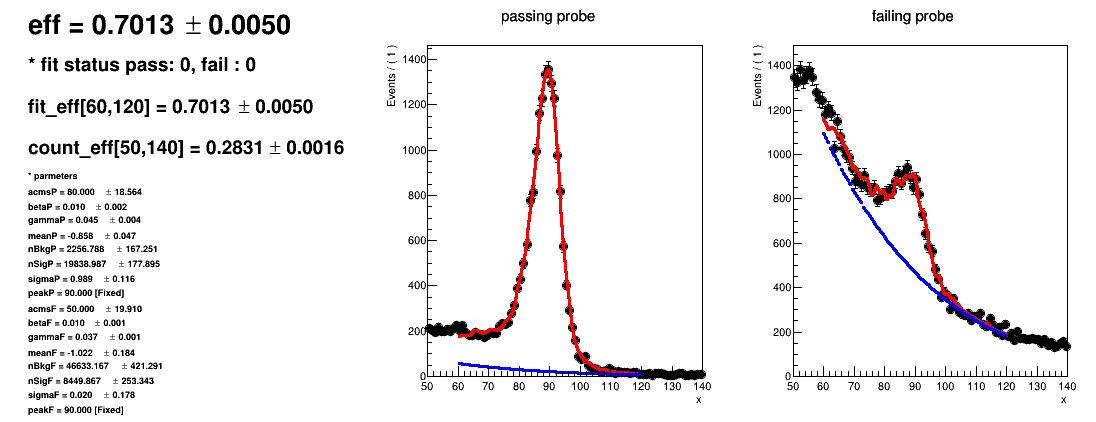 eff = 0.7013 ± 0.0050
* fit status pass: 0, fail : 0
fit_eff[60,120] = 0.7013 ± 0.0050
count_eff[50,140] = 0.2831 ± 0.0016
* parmeters
acmsP = 80.000 ± 18.564
betaP = 0.010 ± 0.002
gammaP = 0.045 ± 0.004
meanP = -0.858 ± 0.047
nBkgP = 2256.788 ± 167.251
nSigP = 19838.987 ± 177.895
sigmaP = 0.989 ± 0.116
peakP = 90.000 [Fixed]
acmsF = 50.000 ± 19.910
betaF = 0.010 ± 0.001
gammaF = 0.037 ± 0.001
meanF = -1.022 ± 0.184
nBkgF = 46633.167 ± 421.291
nSigF = 8449.867 ± 253.343
sigmaF = 0.020 ± 0.178
peakF = 90.000 [Fixed]
passing probe
Events / ( 1 )
1400
1200
1000
800
600
400
200
0
50 60 70 80 90 100 110 120 130 140
x
failing probe
Events / ( 1 )
1400
1200
1000
800
600
400
200
0
50 60 70 80 90 100 110 120 130 140
x